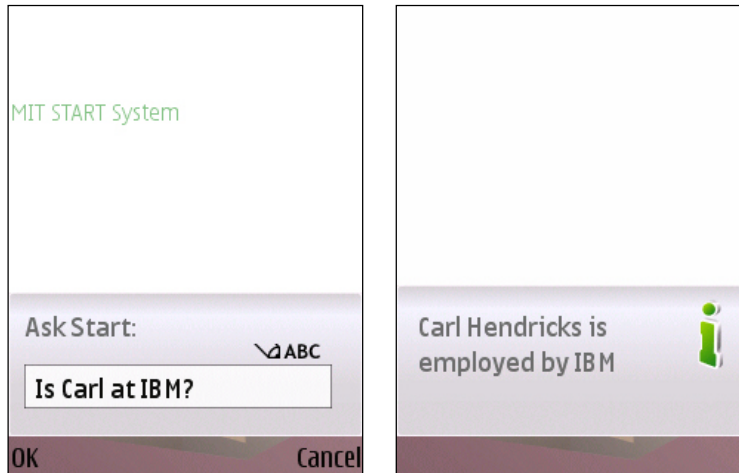 MIT START System
Ask Start:
ABC
Is Carl at IBM?
OK Cancel
Carl Hendricks is
employed by IBM